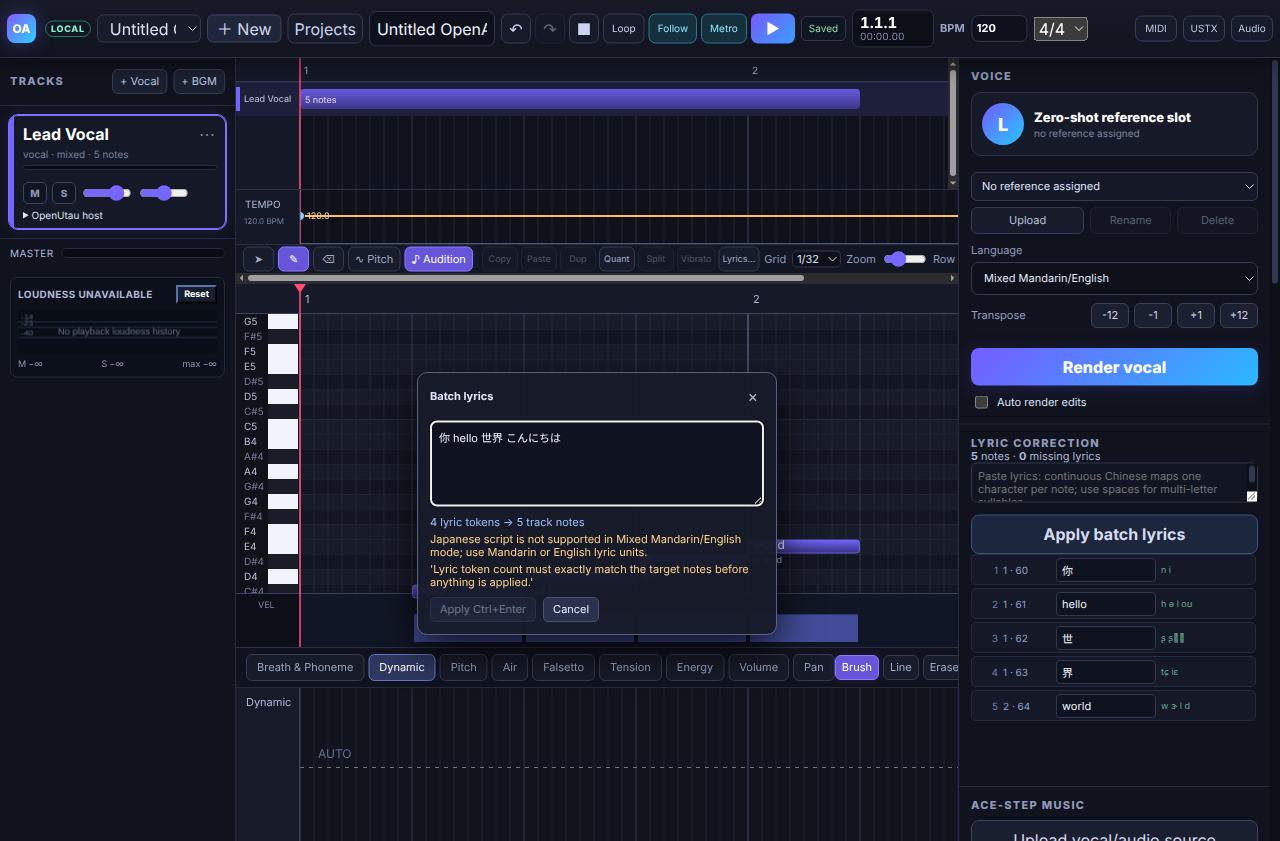 OA LOCAL Untitled + New Projects Untitled OpenA Loop Follow Metro Saved 1.1.1 00:00.00 BPM 120 4/4 MIDI USTX Audio
TRACKS + Vocal + BGM
Lead Vocal
vocal · mixed · 5 notes
M S
OpenUtau host
MASTER
LOUDNESS UNAVAILABLE Reset
-14
-40
No playback loudness history
M −∞ S −∞ max −∞
1 2
Lead Vocal 5 notes
TEMPO
120.0 BPM
120.0
Pitch Audition Copy Paste Dup Quant Split Vibrato Lyrics... Grid 1/32 Zoom Row
1 2
G5
F#5
F5
E5
D#5
D5
C#5
C5
B4
A#4
A4
G#4
G4
F#4
F4
E4
D#4
D4
C#4
VEL
Batch lyrics ×
你 hello 世界 こんにちは
4 lyric tokens → 5 track notes
Japanese script is not supported in Mixed Mandarin/English
mode; use Mandarin or English lyric units.
'Lyric token count must exactly match the target notes before
anything is applied.'
Apply Ctrl+Enter Cancel
Breath & Phoneme Dynamic Pitch Air Falsetto Tension Energy Volume Pan Brush Line Erase
Dynamic
AUTO
VOICE
L Zero-shot reference slot
no reference assigned
No reference assigned
Upload Rename Delete
Language
Mixed Mandarin/English
Transpose -12 -1 +1 +12
Render vocal
Auto render edits
LYRIC CORRECTION
5 notes · 0 missing lyrics
Paste lyrics: continuous Chinese maps one
character per note; use spaces for multi-letter
syllables
Apply batch lyrics
1 1 · 60 你 n i
2 1 · 61 hello h ə l oʊ
3 1 · 62 世
4 1 · 63 界 tɕ iɛ
5 2 · 64 world w ɝ l d
ACE-STEP MUSIC
Upload vocal/audio source